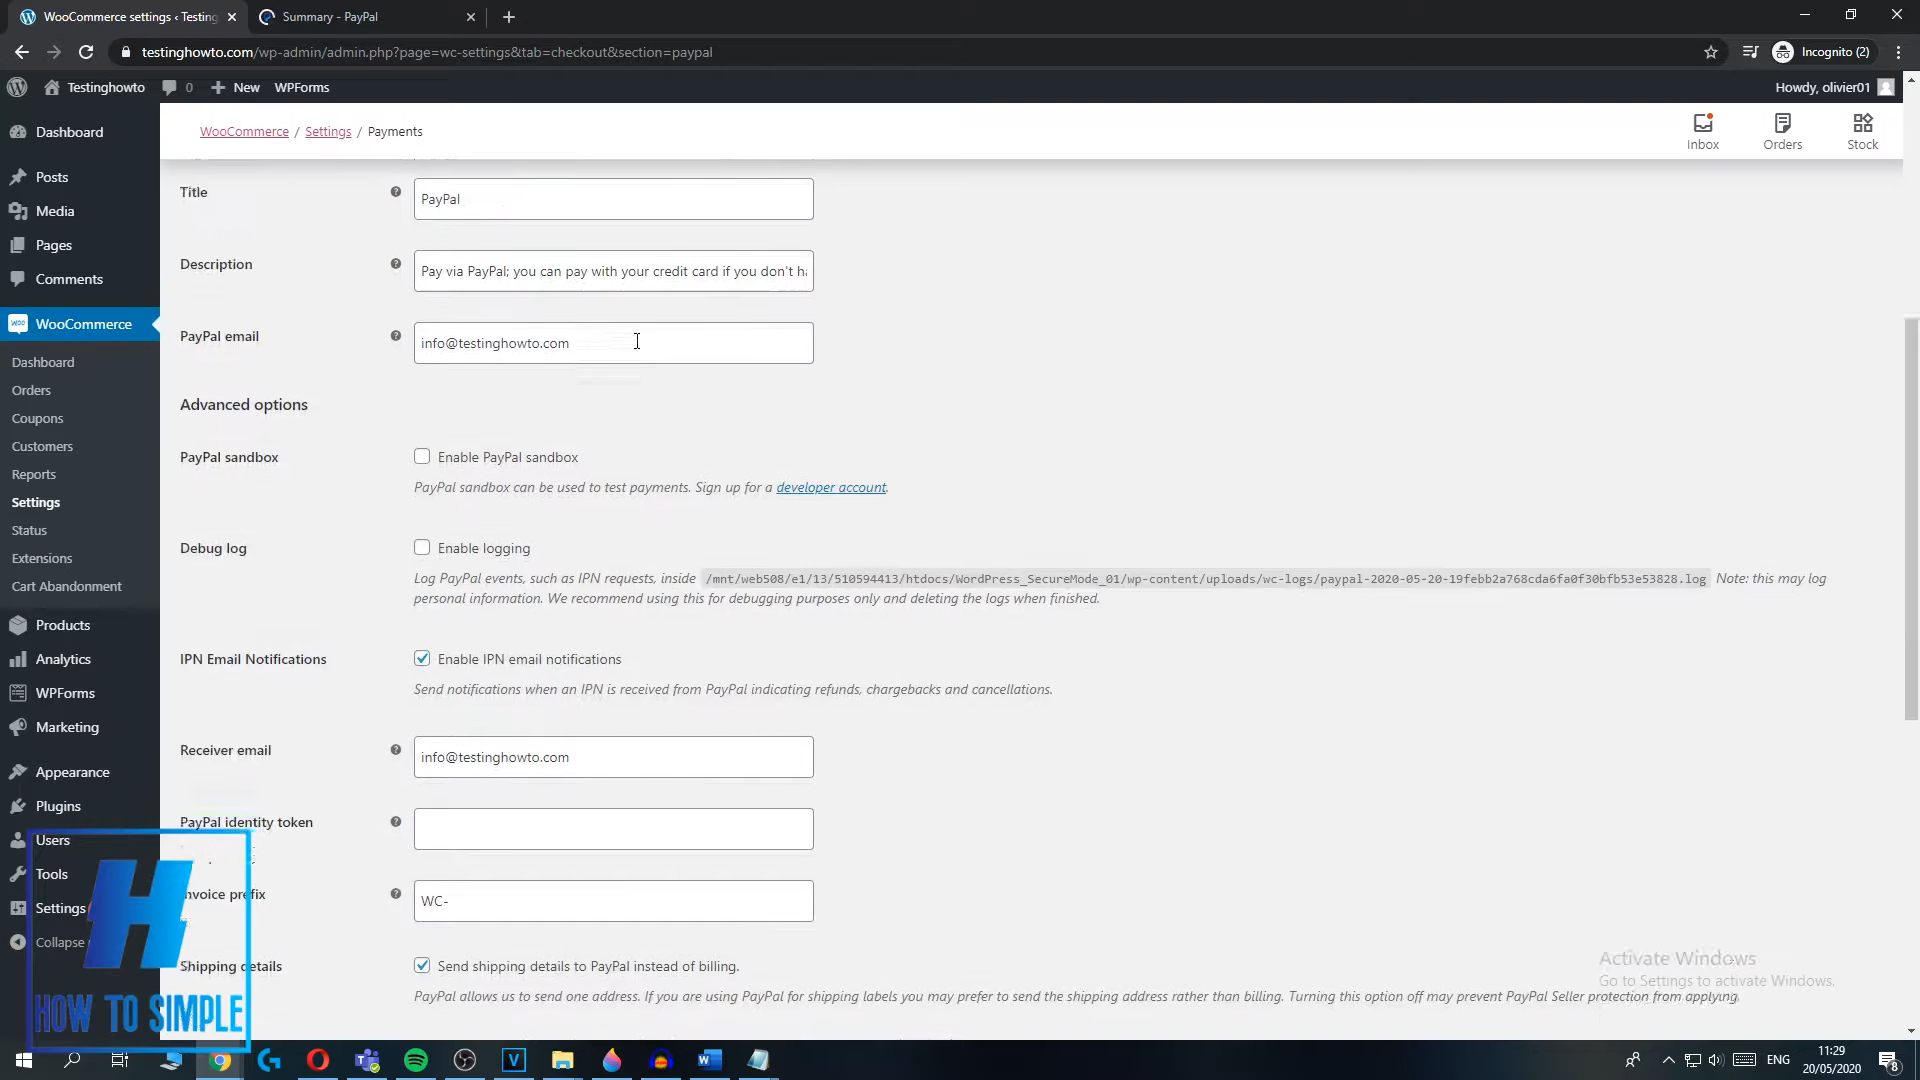 WooCommerce settings ‹ Testing
Summary - PayPal
testinghowto.com/wp-admin/admin.php?page=wc-settings&tab=checkout&section=paypal
Incognito (2)
Testinghowto
0
New
WPForms
Howdy, olivier01
Dashboard
Posts
Media
Pages
Comments
WooCommerce
Dashboard
Orders
Coupons
Customers
Reports
Settings
Status
Extensions
Cart Abandonment
Products
Analytics
WPForms
Marketing
Appearance
Plugins
Users
Tools
Settings
Collapse
WooCommerce / Settings / Payments
Inbox
Orders
Stock
Title
PayPal
Description
Pay via PayPal; you can pay with your credit card if you don't ha
PayPal email
info@testinghowto.com
Advanced options
PayPal sandbox
Enable PayPal sandbox
PayPal sandbox can be used to test payments. Sign up for a developer account.
Debug log
Enable logging
Log PayPal events, such as IPN requests, inside /mnt/web508/e1/13/510594413/htdocs/WordPress_SecureMode_01/wp-content/uploads/wc-logs/paypal-2020-05-20-19febb2a768cda6fa0f30bfb53e53828.log Note: this may log
personal information. We recommend using this for debugging purposes only and deleting the logs when finished.
IPN Email Notifications
Enable IPN email notifications
Send notifications when an IPN is received from PayPal indicating refunds, chargebacks and cancellations.
Receiver email
info@testinghowto.com
PayPal identity token
Invoice prefix
WC-
Shipping details
Send shipping details to PayPal instead of billing.
PayPal allows us to send one address. If you are using PayPal for shipping labels you may prefer to send the shipping address rather than billing. Turning this option off may prevent PayPal Seller protection from applying.
Activate Windows
Go to Settings to activate Windows.
H
HOW TO SIMPLE
ENG
11:29
20/05/2020
8